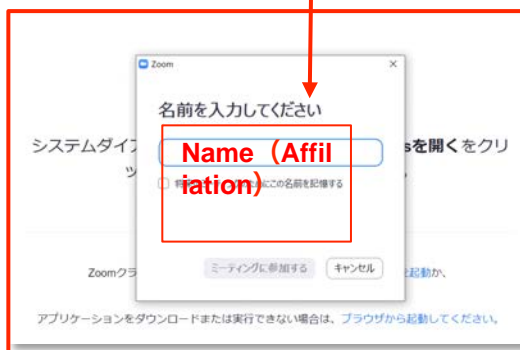 Zoom
名前を入力してください
システムダイア
sを開くをクリ
ッ
Name（Affil
iation）
にこの名前を記憶する
ミーティングに参加する キャンセル
Zoomクラ
起動か、
アプリケーションをダウンロードまたは実行できない場合は、ブラウザから起動してください。